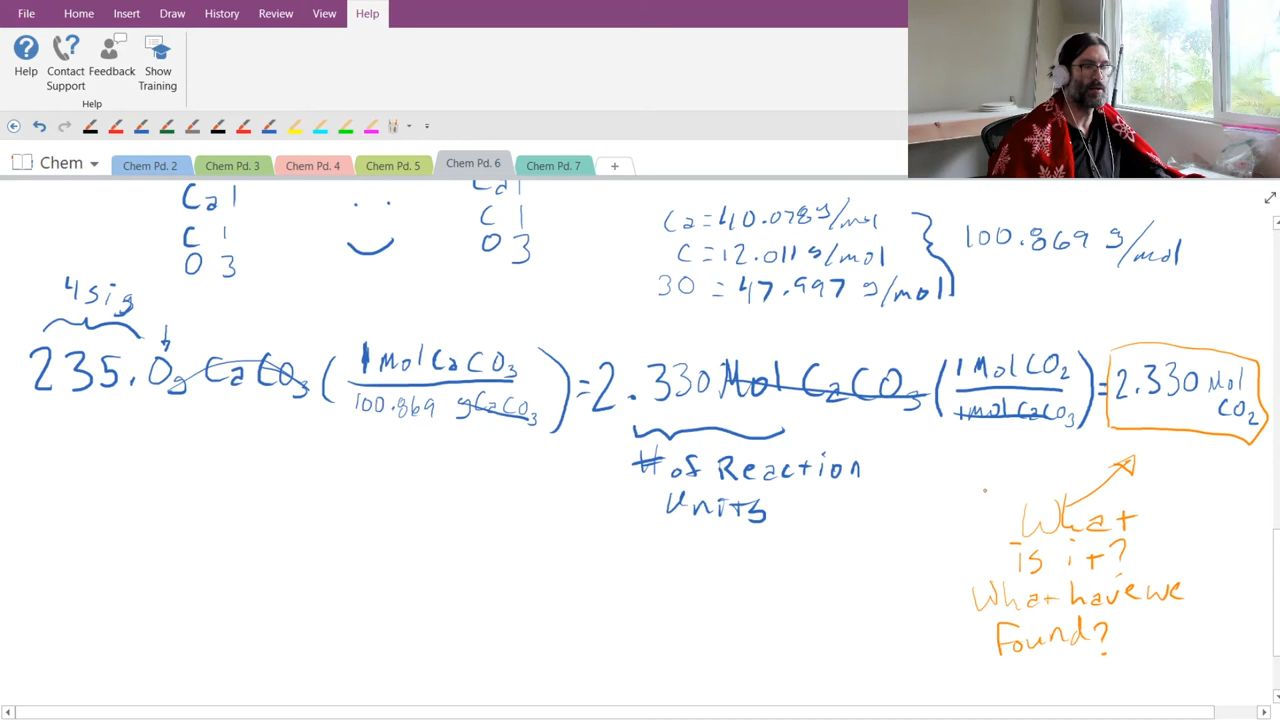 File Home Insert Draw History Review View Help
Help Contact Support Feedback Show Training
Help
Chem Chem Pd. 2 Chem Pd. 3 Chem Pd. 4 Chem Pd. 5 Chem Pd. 6 Chem Pd. 7 +
Ca 1 Ca 1
C 1 C 1
O 3 O 3
Ca = 40.078 g/mol
C = 12.011 g/mol
3O = 47.997 g/mol
100.869 g/mol
4 sig
235.0g CaCO3 ( 1 Mol CaCO3 / 100.869 g CaCO3 ) = 2.330 Mol CaCO3 ( 1 Mol CO2 / 1 mol CaCO3 ) = 2.330 Mol CO2
# of Reaction
Units
What
is it?
What have we
Found?